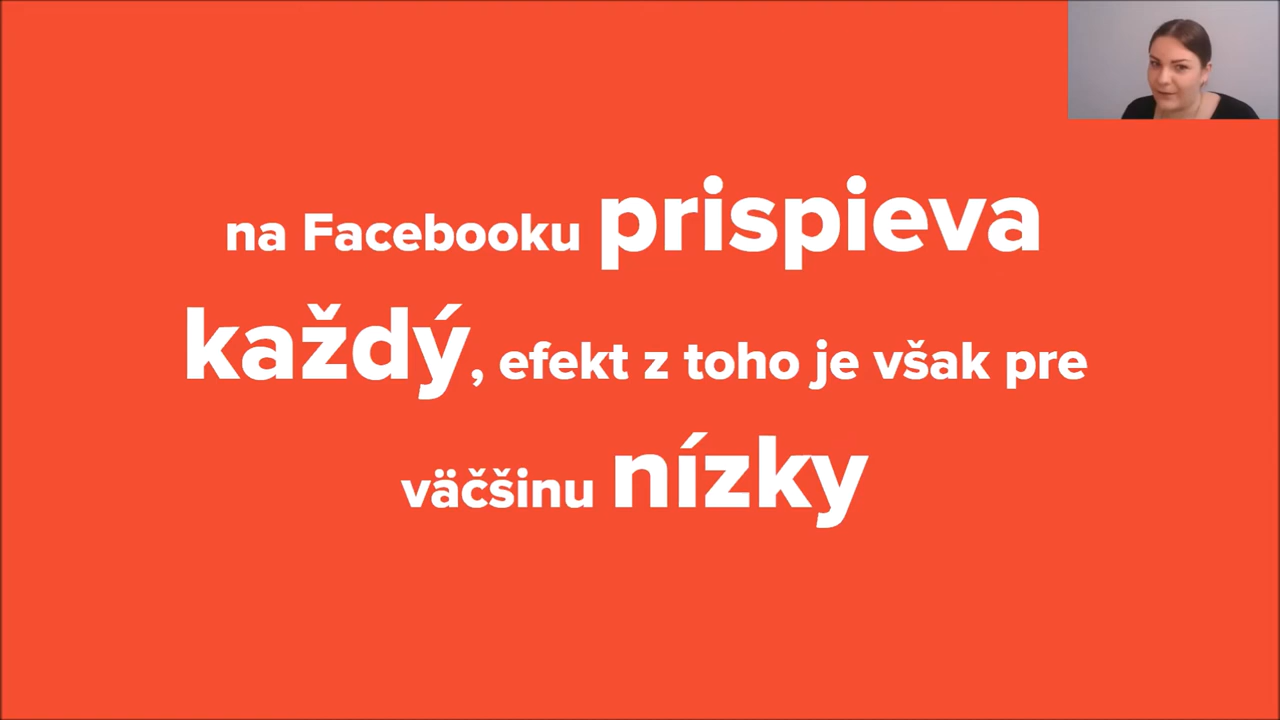 na Facebooku prispieva
každý, efekt z toho je však pre
väčšinu nízky